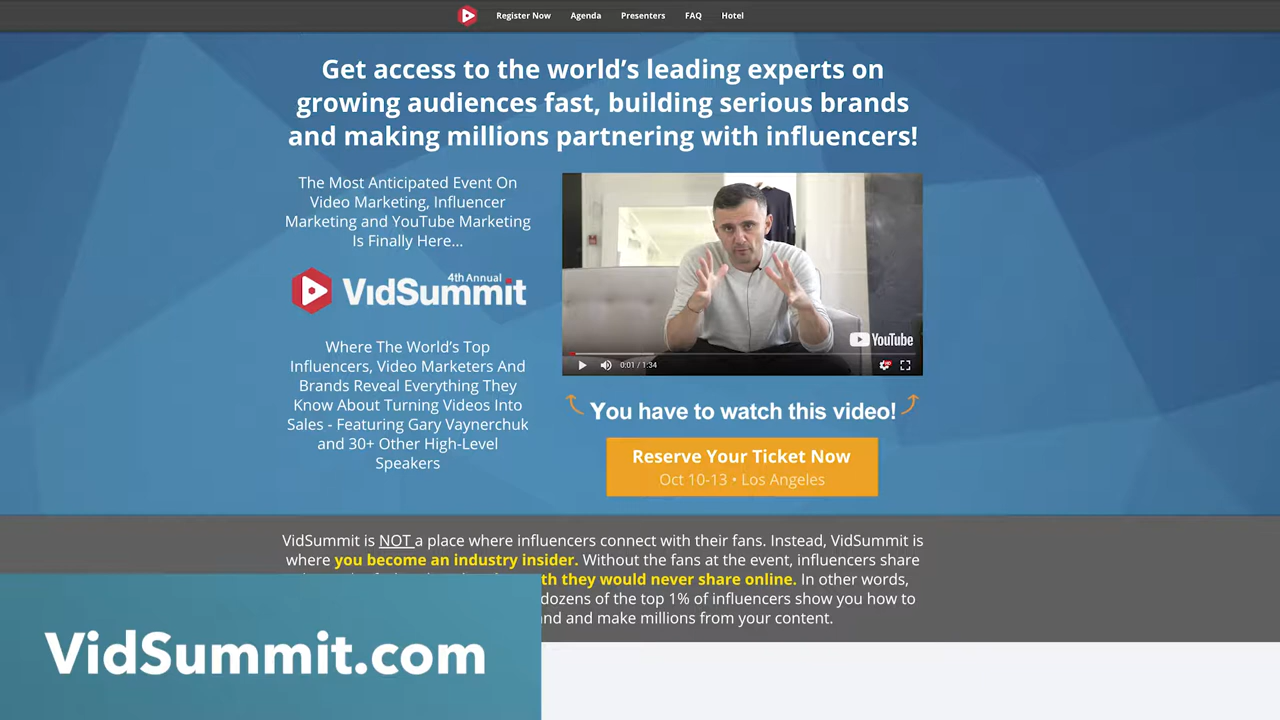 Register Now Agenda Presenters FAQ Hotel
Get access to the world's leading experts on
growing audiences fast, building serious brands
and making millions partnering with influencers!
The Most Anticipated Event On
Video Marketing, Influencer
Marketing and YouTube Marketing
Is Finally Here...
4th Annual
VidSummit
Where The World's Top
Influencers, Video Marketers And
Brands Reveal Everything They
Know About Turning Videos Into
Sales - Featuring Gary Vaynerchuk
and 30+ Other High-Level
Speakers
YouTube
0:01 / 1:34
You have to watch this video!
Reserve Your Ticket Now
Oct 10-13 • Los Angeles
VidSummit is NOT a place where influencers connect with their fans. Instead, VidSummit is
where you become an industry insider. Without the fans at the event, influencers share
th they would never share online. In other words,
dozens of the top 1% of influencers show you how to
nd and make millions from your content.
VidSummit.com